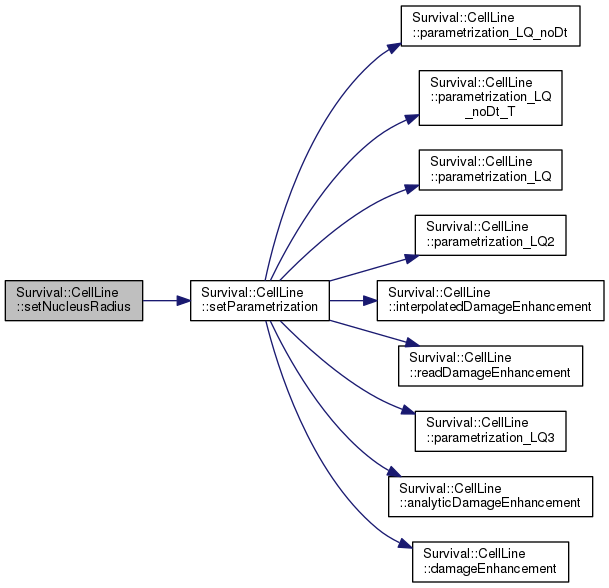 Survival::CellLine
::setNucleusRadius
Survival::CellLine
::setParametrization
Survival::CellLine
::parametrization_LQ_noDt
Survival::CellLine
::parametrization_LQ
_noDt_T
Survival::CellLine
::parametrization_LQ
Survival::CellLine
::parametrization_LQ2
Survival::CellLine
::interpolatedDamageEnhancement
Survival::CellLine
::readDamageEnhancement
Survival::CellLine
::parametrization_LQ3
Survival::CellLine
::analyticDamageEnhancement
Survival::CellLine
::damageEnhancement